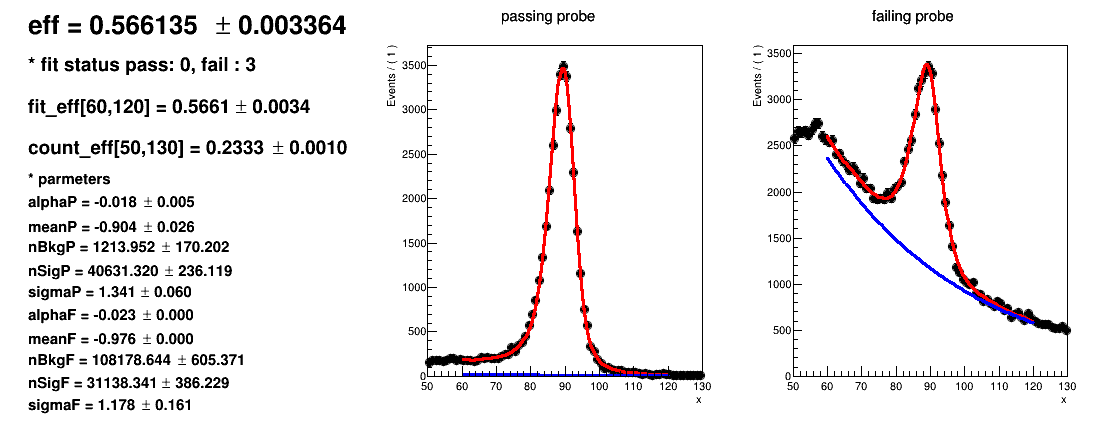 eff = 0.566135 ± 0.003364
* fit status pass: 0, fail : 3
fit_eff[60,120] = 0.5661 ± 0.0034
count_eff[50,130] = 0.2333 ± 0.0010
* parmeters
alphaP = -0.018 ± 0.005
meanP = -0.904 ± 0.026
nBkgP = 1213.952 ± 170.202
nSigP = 40631.320 ± 236.119
sigmaP = 1.341 ± 0.060
alphaF = -0.023 ± 0.000
meanF = -0.976 ± 0.000
nBkgF = 108178.644 ± 605.371
nSigF = 31138.341 ± 386.229
sigmaF = 1.178 ± 0.161
passing probe
Events / ( 1 )
3500
3000
2500
2000
1500
1000
500
0
50 60 70 80 90 100 110 120 130
x
failing probe
Events / ( 1 )
3500
3000
2500
2000
1500
1000
500
0
50 60 70 80 90 100 110 120 130
x